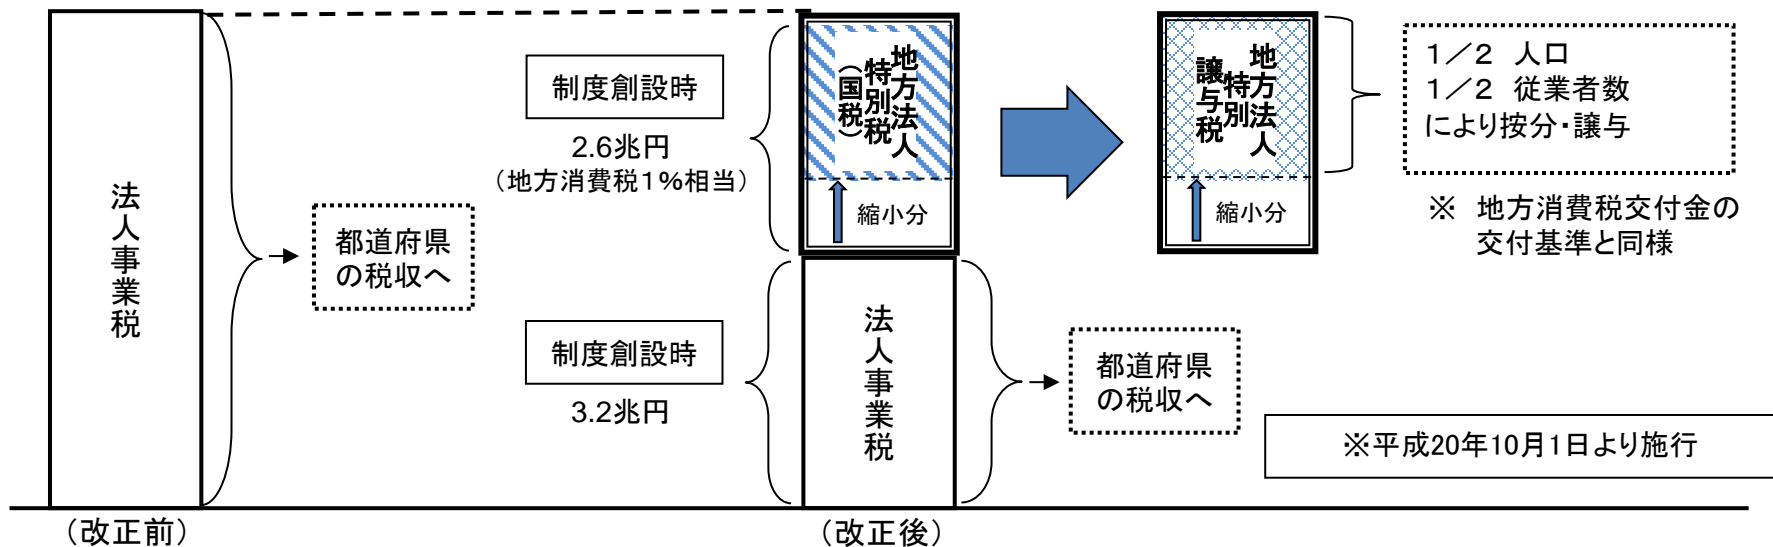 法人事業税
都道府県
の税収へ
(改正前)
制度創設時
2.6兆円
(地方消費税1%相当)
地方法人
特別税
(国税)
縮小分
制度創設時
3.2兆円
法人事業税
(改正後)
都道府県
の税収へ
地方法人
特別
譲与税
縮小分
1/2 人口
1/2 従業者数
により按分・譲与
※ 地方消費税交付金の
交付基準と同様
※平成20年10月1日より施行